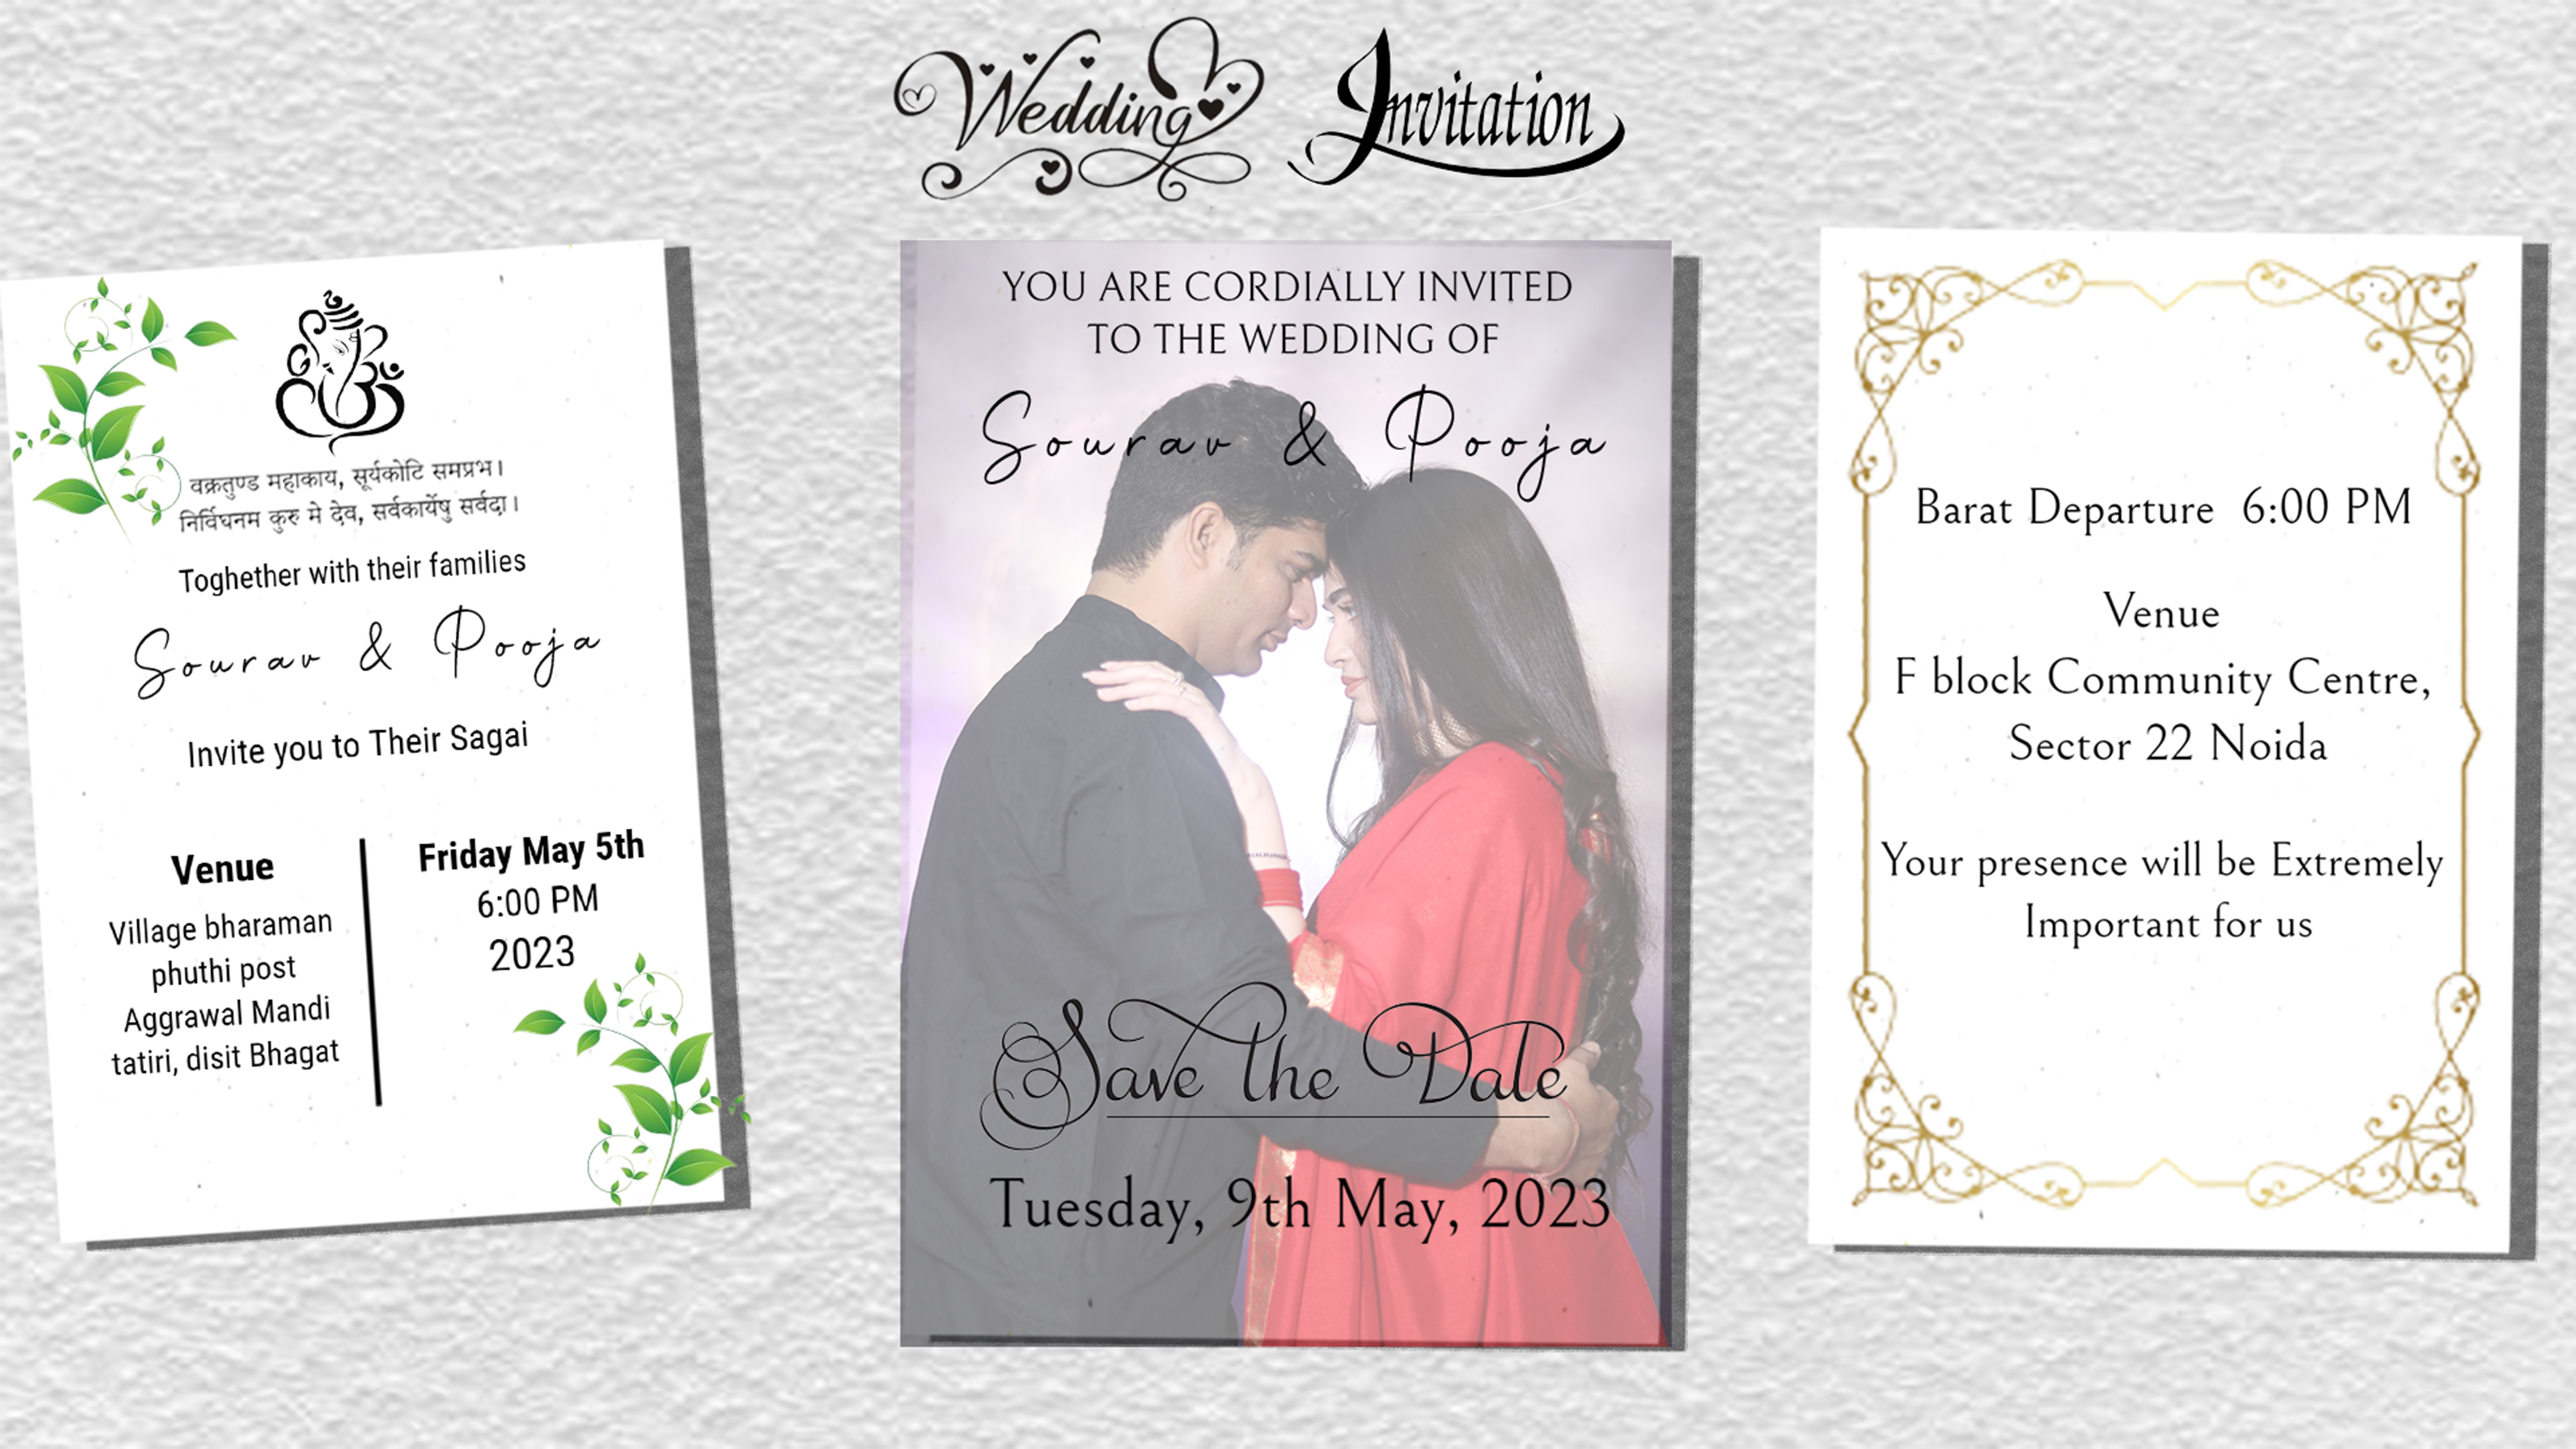 Wedding Invitation
वक्रतुण्ड महाकाय, सूर्यकोटि समप्रभ।
निर्विघनम कुरु मे देव, सर्वकार्येषु सर्वदा।
Toghether with their families
Sourav & Pooja
Invite you to Their Sagai
Venue
Village bharaman
phuthi post
Aggrawal Mandi
tatiri, disit Bhagat
Friday May 5th
6:00 PM
2023
YOU ARE CORDIALLY INVITED
TO THE WEDDING OF
Sourav & Pooja
Save the Date
Tuesday, 9th May, 2023
Barat Departure 6:00 PM
Venue
F block Community Centre,
Sector 22 Noida
Your presence will be Extremely
Important for us